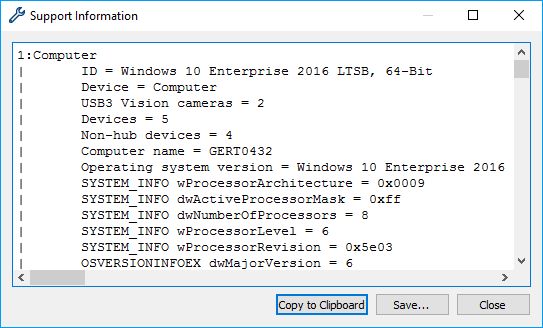 Support Information
1:Computer
| ID = Windows 10 Enterprise 2016 LTSB, 64-Bit
| Device = Computer
| USB3 Vision cameras = 2
| Devices = 5
| Non-hub devices = 4
| Computer name = GERT0432
| Operating system version = Windows 10 Enterprise 2016
| SYSTEM_INFO wProcessorArchitecture = 0x0009
| SYSTEM_INFO dwActiveProcessorMask = 0xff
| SYSTEM_INFO dwNumberOfProcessors = 8
| SYSTEM_INFO wProcessorLevel = 6
| SYSTEM_INFO wProcessorRevision = 0x5e03
| OSVERSIONINFOEX dwMajorVersion = 6
Copy to Clipboard Save... Close